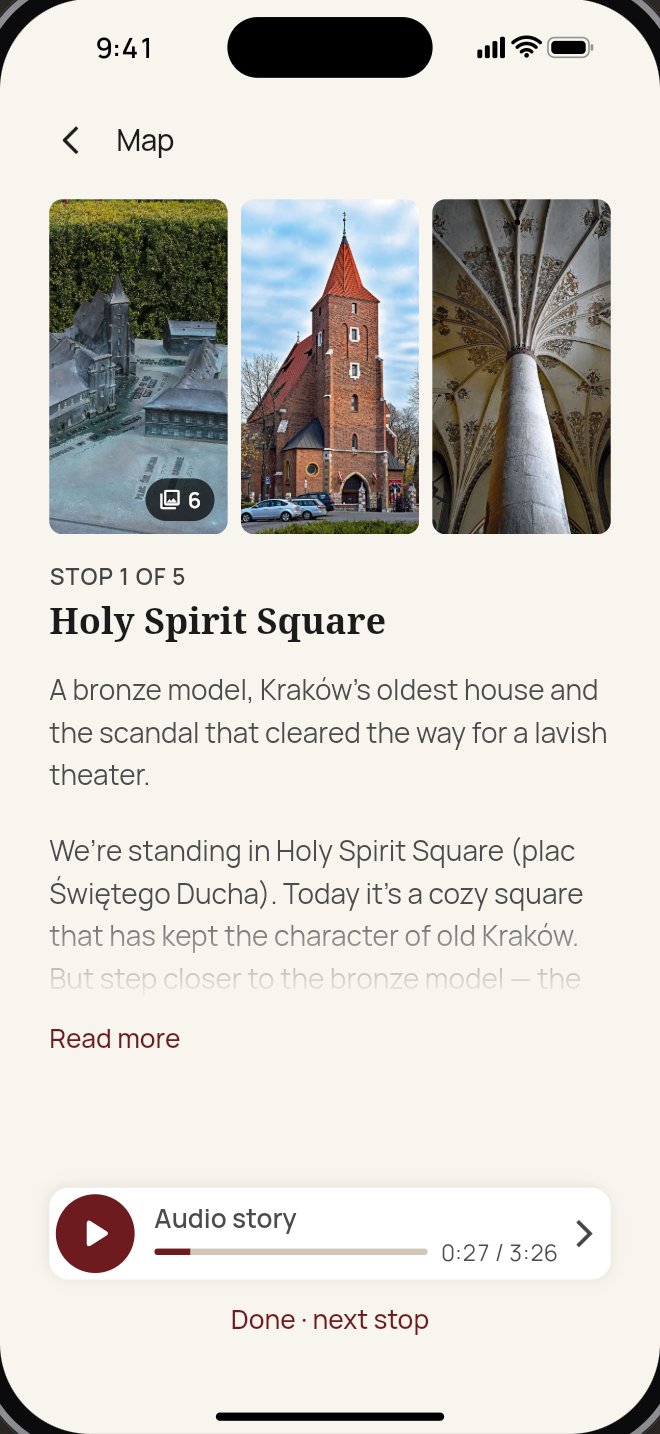 9:41
Map
6
STOP 1 OF 5
Holy Spirit Square
A bronze model, Kraków’s oldest house and
the scandal that cleared the way for a lavish
theater.
We’re standing in Holy Spirit Square (plac
Świętego Ducha). Today it’s a cozy square
that has kept the character of old Kraków.
But step closer to the bronze model — the
Read more
Audio story
0:27 / 3:26
Done · next stop